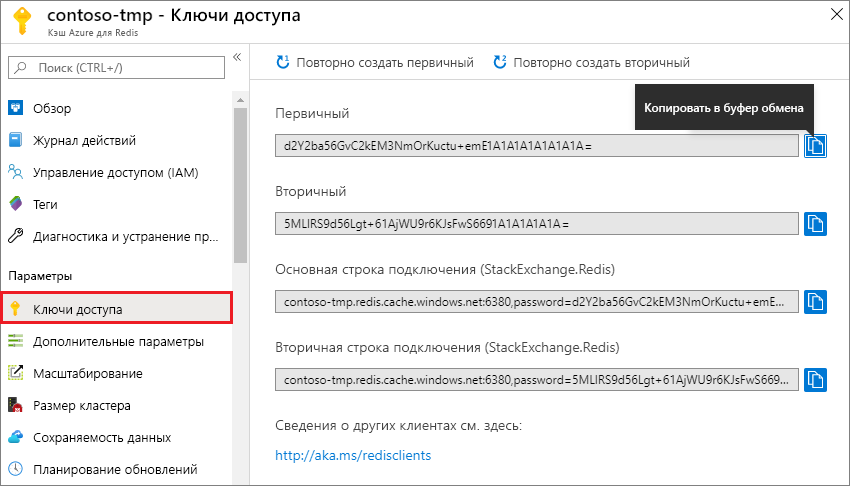 contoso-tmp - Ключи доступа
Кэш Azure для Redis
Поиск (CTRL+/)
Обзор
Журнал действий
Управление доступом (IAM)
Теги
Диагностика и устранение пр...
Параметры
Ключи доступа
Дополнительные параметры
Масштабирование
Размер кластера
Сохраняемость данных
Планирование обновлений
Повторно создать первичный
Повторно создать вторичный
Копировать в буфер обмена
Первичный
d2Y2ba56GvC2kEM3NmOrKuctu+emE1A1A1A1A1A1A1A=
Вторичный
5MLIRS9d56Lgt+61AjWU9r6KJsFwS6691A1A1A1A1A=
Основная строка подключения (StackExchange.Redis)
contoso-tmp.redis.cache.windows.net:6380,password=d2Y2ba56GvC2kEM3NmOrKuctu+emE...
Вторичная строка подключения (StackExchange.Redis)
contoso-tmp.redis.cache.windows.net:6380,password=5MLIRS9d56Lgt+61AjWU9r6KJsFwS669...
Сведения о других клиентах см. здесь:
http://aka.ms/redisclients